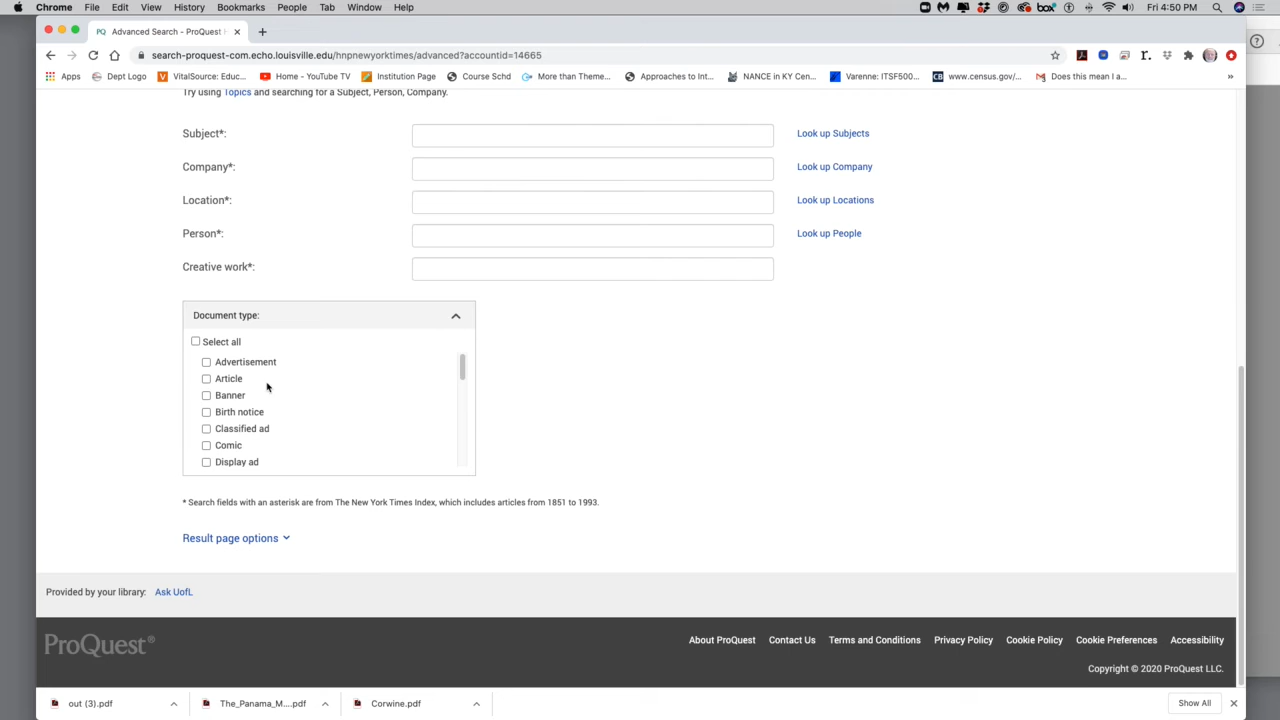 Chrome File Edit View History Bookmarks People Tab Window Help box Fri 4:50 PM
PQ Advanced Search - ProQuest H
search-proquest-com.echo.louisville.edu/hnpnewyorktimes/advanced?accountid=14665
Apps Dept Logo VitalSource: Educ... Home - YouTube TV Institution Page Course Schd More than Theme... Approaches to Int... NANCE in KY Cen... Varenne: ITSF500... www.census.gov/... Does this mean I a... »
Try using Topics and searching for a Subject, Person, Company.
Subject*: Look up Subjects
Company*: Look up Company
Location*: Look up Locations
Person*: Look up People
Creative work*:
Document type:
Select all
Advertisement
Article
Banner
Birth notice
Classified ad
Comic
Display ad
* Search fields with an asterisk are from The New York Times Index, which includes articles from 1851 to 1993.
Result page options
Provided by your library: Ask UofL
ProQuest® About ProQuest Contact Us Terms and Conditions Privacy Policy Cookie Policy Cookie Preferences Accessibility
Copyright © 2020 ProQuest LLC.
out (3).pdf The_Panama_M....pdf Corwine.pdf Show All